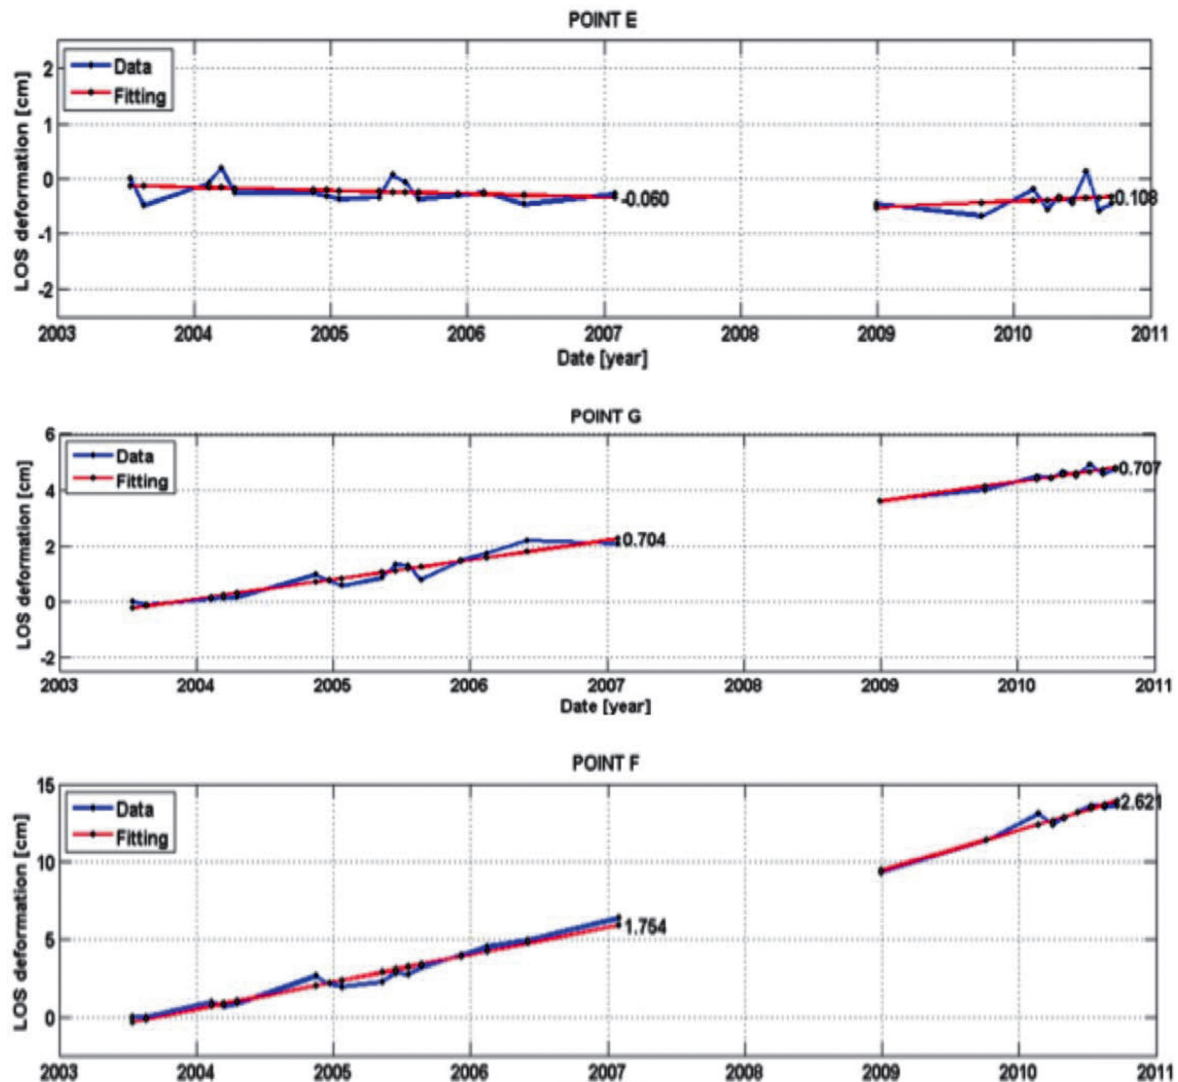 POINT E
LOS deformation [cm]
Data
Fitting
2
1
0
-1
-2
-0.060
0.108
2003 2004 2005 2006 2007 2008 2009 2010 2011
Date [year]
POINT G
LOS deformation [cm]
Data
Fitting
6
4
2
0
-2
0.704
0.707
2003 2004 2005 2006 2007 2008 2009 2010 2011
Date [year]
POINT F
LOS deformation [cm]
Data
Fitting
15
10
5
0
1.754
2.621
2003 2004 2005 2006 2007 2008 2009 2010 2011